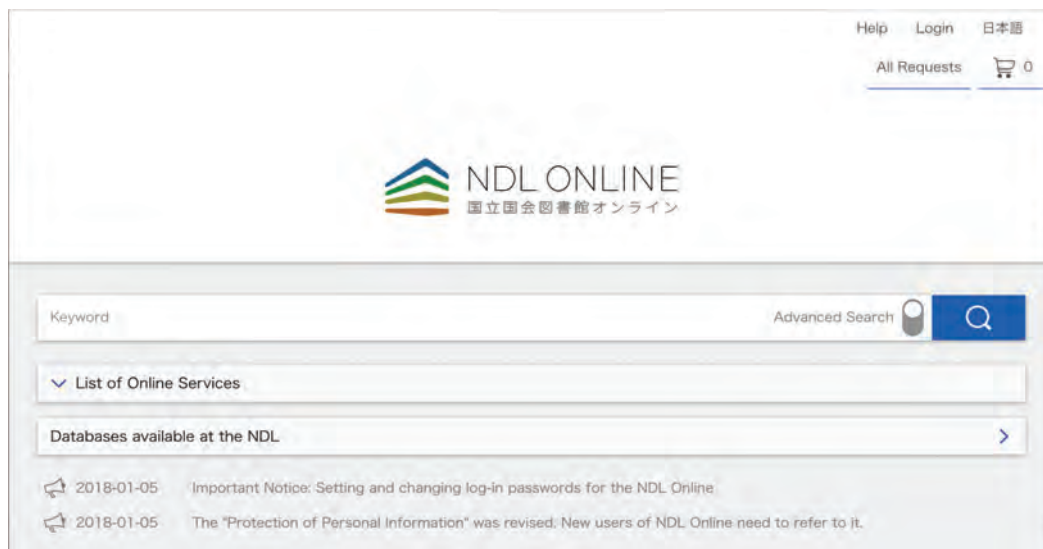 Help Login 日本語
All Requests 0
NDL ONLINE
国立国会図書館オンライン
Keyword Advanced Search
List of Online Services
Databases available at the NDL
2018-01-05 Important Notice: Setting and changing log-in passwords for the NDL Online
2018-01-05 The "Protection of Personal Information" was revised. New users of NDL Online need to refer to it.